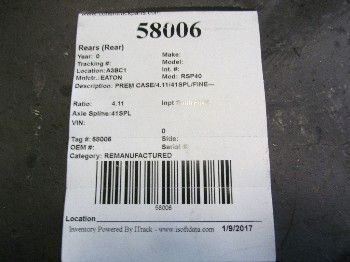 58006
Rears (Rear)
Make:
Year: 0
Model:
Tracking #:
Int. #:
Location: A3BC1
Mod: RSP40
Mnfctr.: EATON
Description: PREM CASE/4.11/41SPL/FINE—
Ratio: 4.11
Inpt
Axle Spline: 41SPL
VIN:
0
Tag #: 58006
Side:
OEM #:
Serial #:
Category: REMANUFACTURED
58006
Location
Inventory Powered By ITrack - www.isoftdata.com
1/9/2017